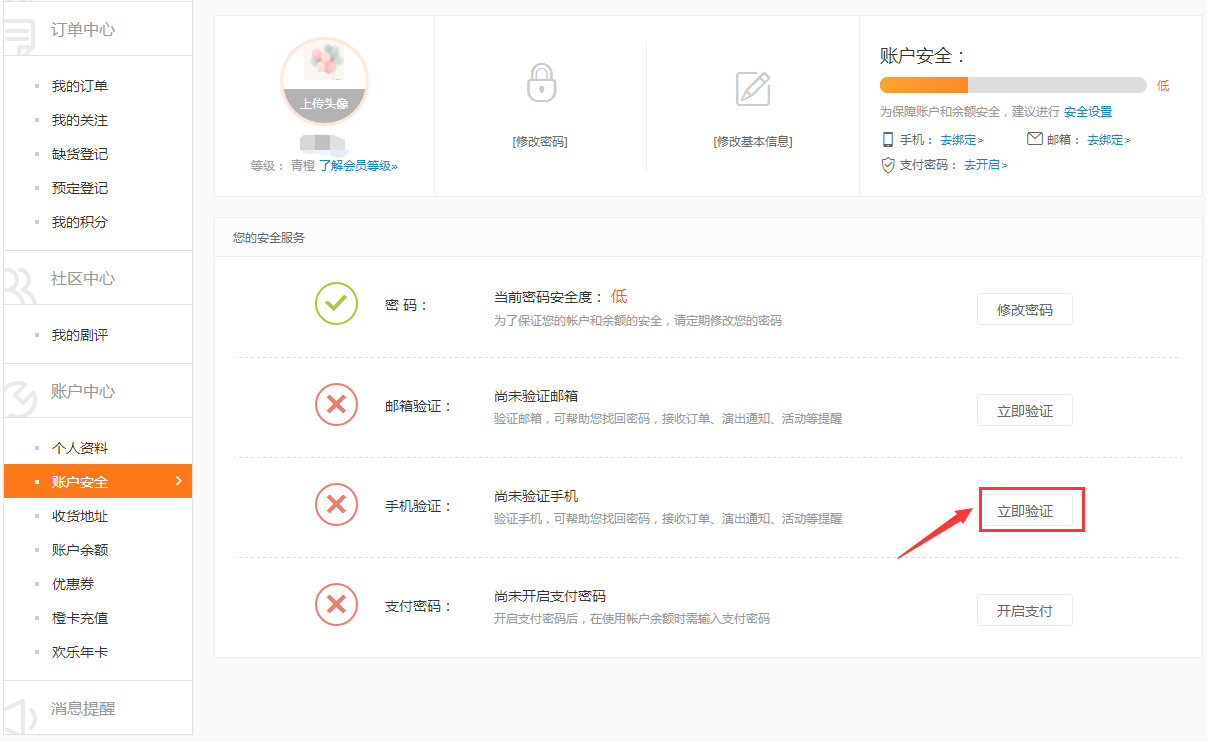 订单中心
我的订单
我的关注
缺货登记
预定登记
我的积分
社区中心
我的剧评
账户中心
个人资料
账户安全
收货地址
账户余额
优惠券
橙卡充值
欢乐年卡
消息提醒
上传头像
等级： 青橙 了解会员等级»
[修改密码]
[修改基本信息]
账户安全：
低
为保障账户和余额安全，建议进行 安全设置
手机： 去绑定>
邮箱： 去绑定>
支付密码： 去开启>
您的安全服务
密 码：
当前密码安全度： 低
为了保证您的帐户和余额的安全，请定期修改您的密码
修改密码
邮箱验证：
尚未验证邮箱
验证邮箱，可帮助您找回密码，接收订单、演出通知、活动等提醒
立即验证
手机验证：
尚未验证手机
验证手机，可帮助您找回密码，接收订单、演出通知、活动等提醒
立即验证
支付密码：
尚未开启支付密码
开启支付密码后，在使用帐户余额时需输入支付密码
开启支付